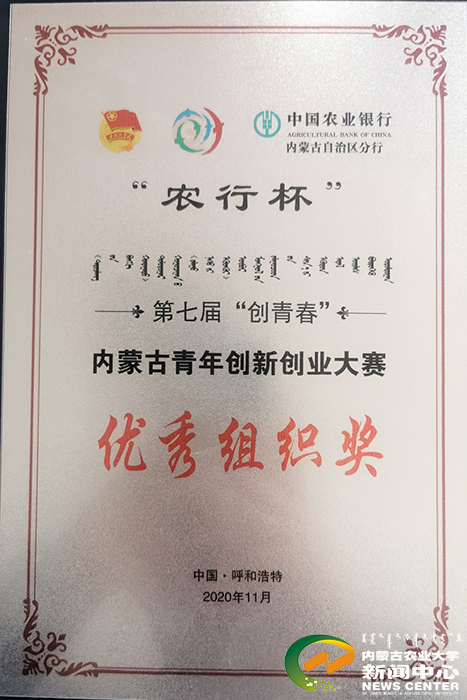 中国农业银行
AGRICULTURAL BANK OF CHINA
内蒙古自治区分行
“农行杯”
第七届“创青春”
内蒙古青年创新创业大赛
优秀组织奖
中国·呼和浩特
2020年11月
内蒙古农业大学
新闻中心
NEWS CENTER